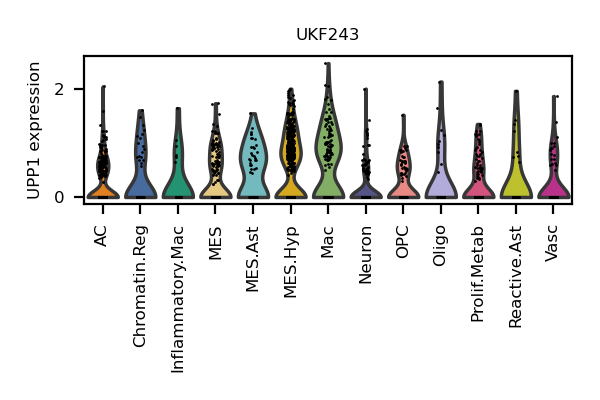 UKF243
UPP1 expression
2
0
AC
Chromatin.Reg
Inflammatory.Mac
MES
MES.Ast
MES.Hyp
Mac
Neuron
OPC
Oligo
Prolif.Metab
Reactive.Ast
Vasc